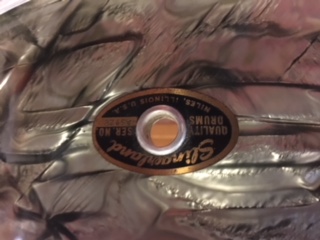 Slingerland
QUALITY
DRUMS
SER NO
NILES, ILLINOIS U.S.A.